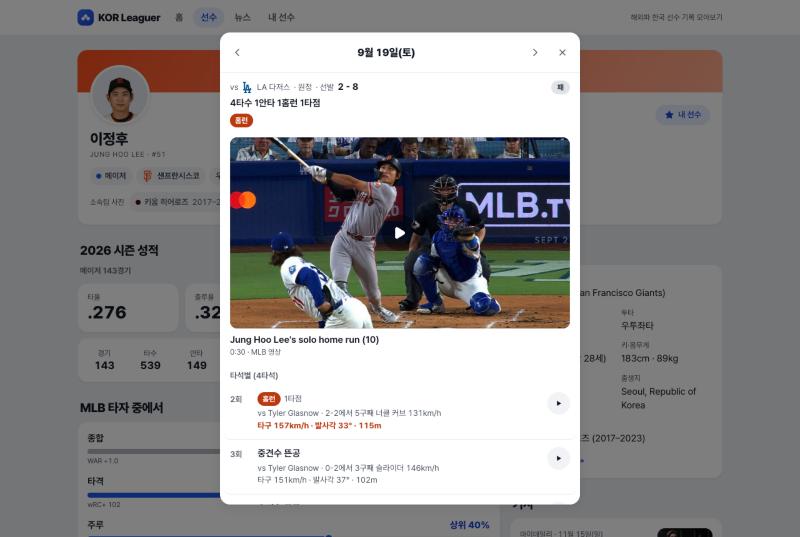 KOR Leaguer
홈
선수
뉴스
내 선수
해외파 한국 선수 기록 모아보기
9월 19일(토)
vs LA 다저스 · 원정 · 선발 2 - 8
패
4타수 1안타 1홈런 1타점
홈런
MLB.TV
SEPT 2
Jung Hoo Lee's solo home run (10)
0:30 · MLB 영상
타석별 (4타석)
2회
홈런 1타점
vs Tyler Glasnow · 2-2에서 5구째 너클 커브 131km/h
타구 157km/h · 발사각 33° · 115m
3회
중견수 뜬공
vs Tyler Glasnow · 0-2에서 3구째 슬라이더 146km/h
타구 151km/h · 발사각 37° · 102m
이정후
JUNG HOO LEE · #51
내 선수
메이저
샌프란시스코
소속팀 사진
키움 히어로즈 2017–2
2026 시즌 성적
메이저 143경기
타율
.276
출루율
.32
경기
타수
안타
143
539
149
MLB 타자 중에서
종합
WAR +1.0
타격
wRC+ 102
주루
상위 40%
an Francisco Giants)
투타
우투좌타
키·몸무게
28세)
183cm · 89kg
출생지
Seoul, Republic of
Korea
(2017–2023)
마이데일리 · 11월 15일(일)